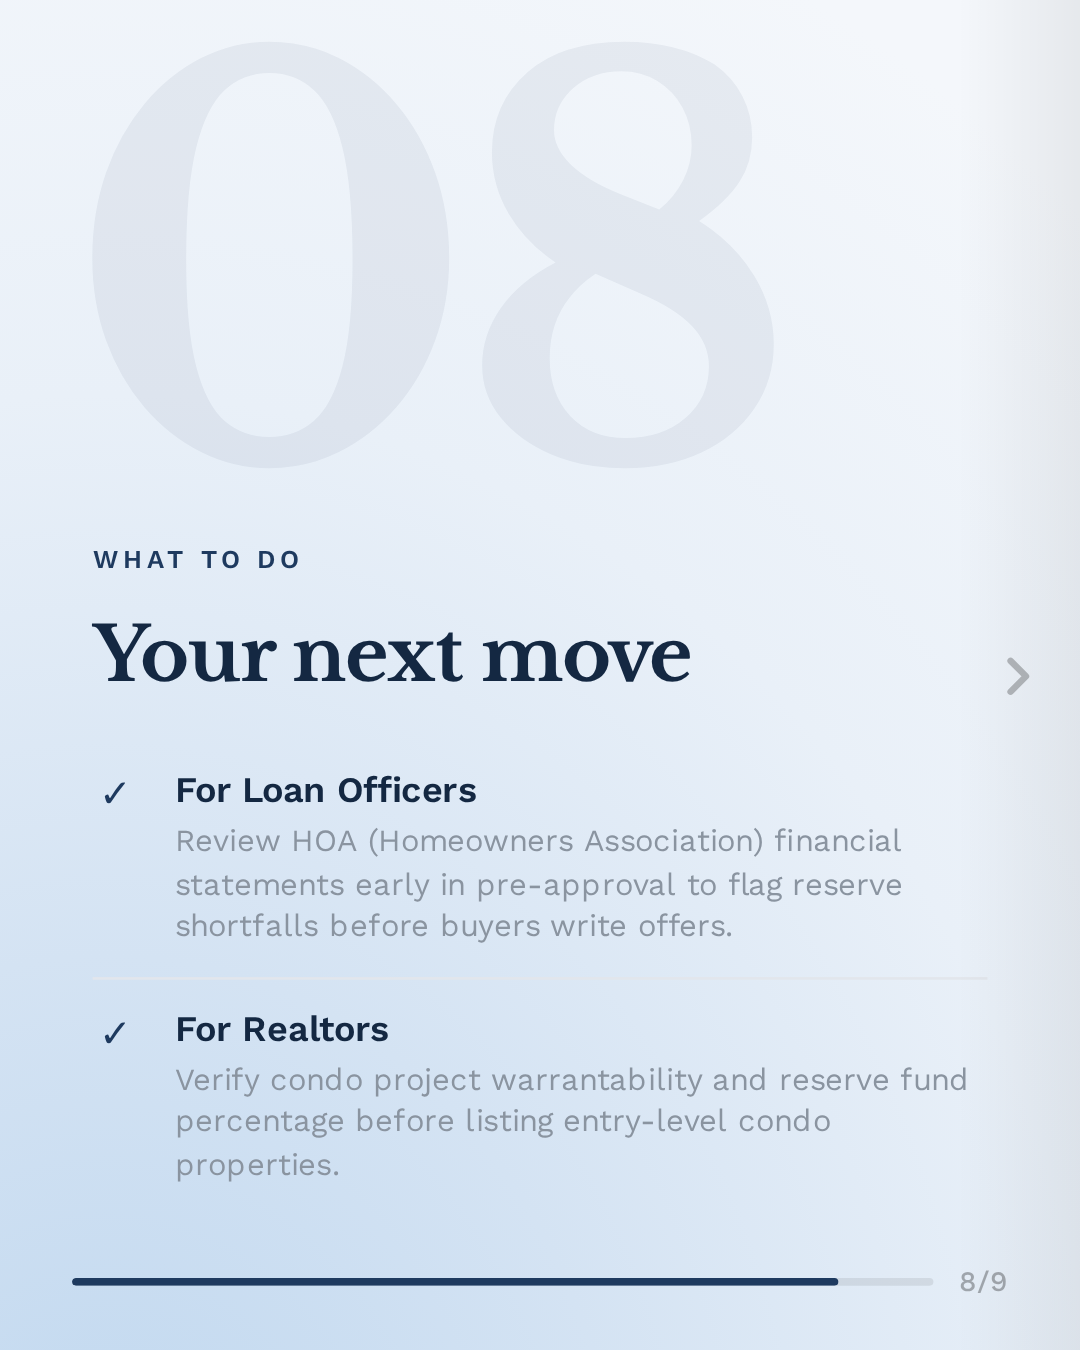 08
WHAT TO DO
Your next move
✓ For Loan Officers
Review HOA (Homeowners Association) financial
statements early in pre-approval to flag reserve
shortfalls before buyers write offers.
✓ For Realtors
Verify condo project warrantability and reserve fund
percentage before listing entry-level condo
properties.
8/9